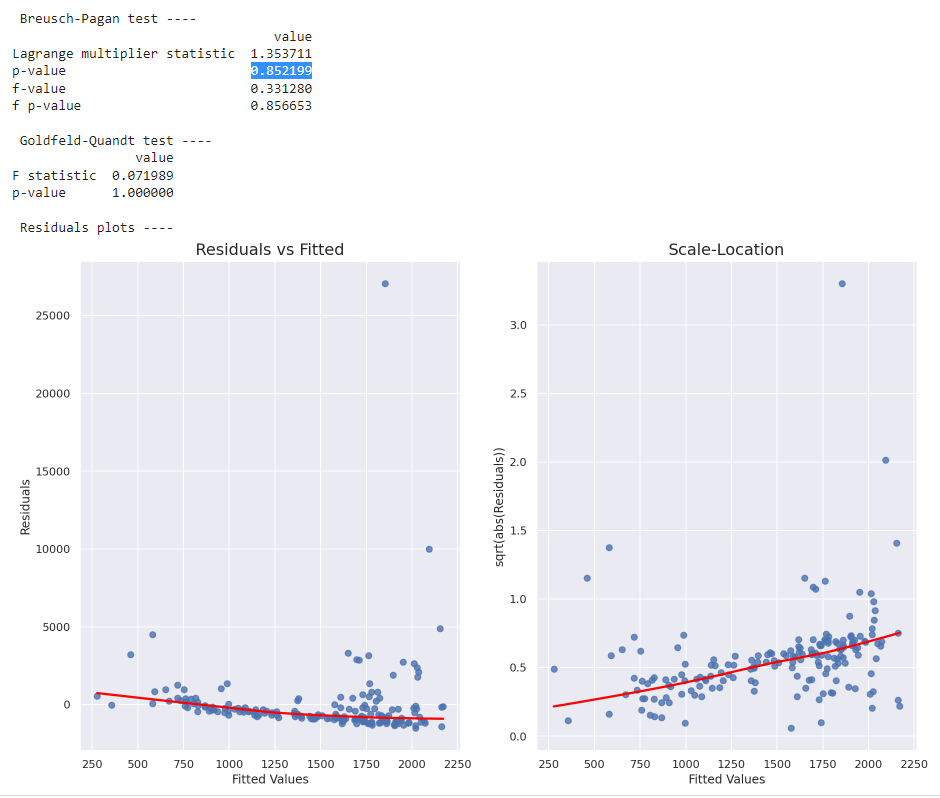 Breusch-Pagan test ----
value
Lagrange multiplier statistic 1.353711
p-value 0.852199
f-value 0.331280
f p-value 0.856653
Goldfeld-Quandt test ----
value
F statistic 0.071989
p-value 1.000000
Residuals plots ----
Residuals vs Fitted
25000
20000
15000
10000
5000
0
Residuals
250 500 750 1000 1250 1500 1750 2000 2250
Fitted Values
Scale-Location
3.0
2.5
2.0
1.5
1.0
0.5
0.0
sqrt(abs(Residuals))
250 500 750 1000 1250 1500 1750 2000 2250
Fitted Values